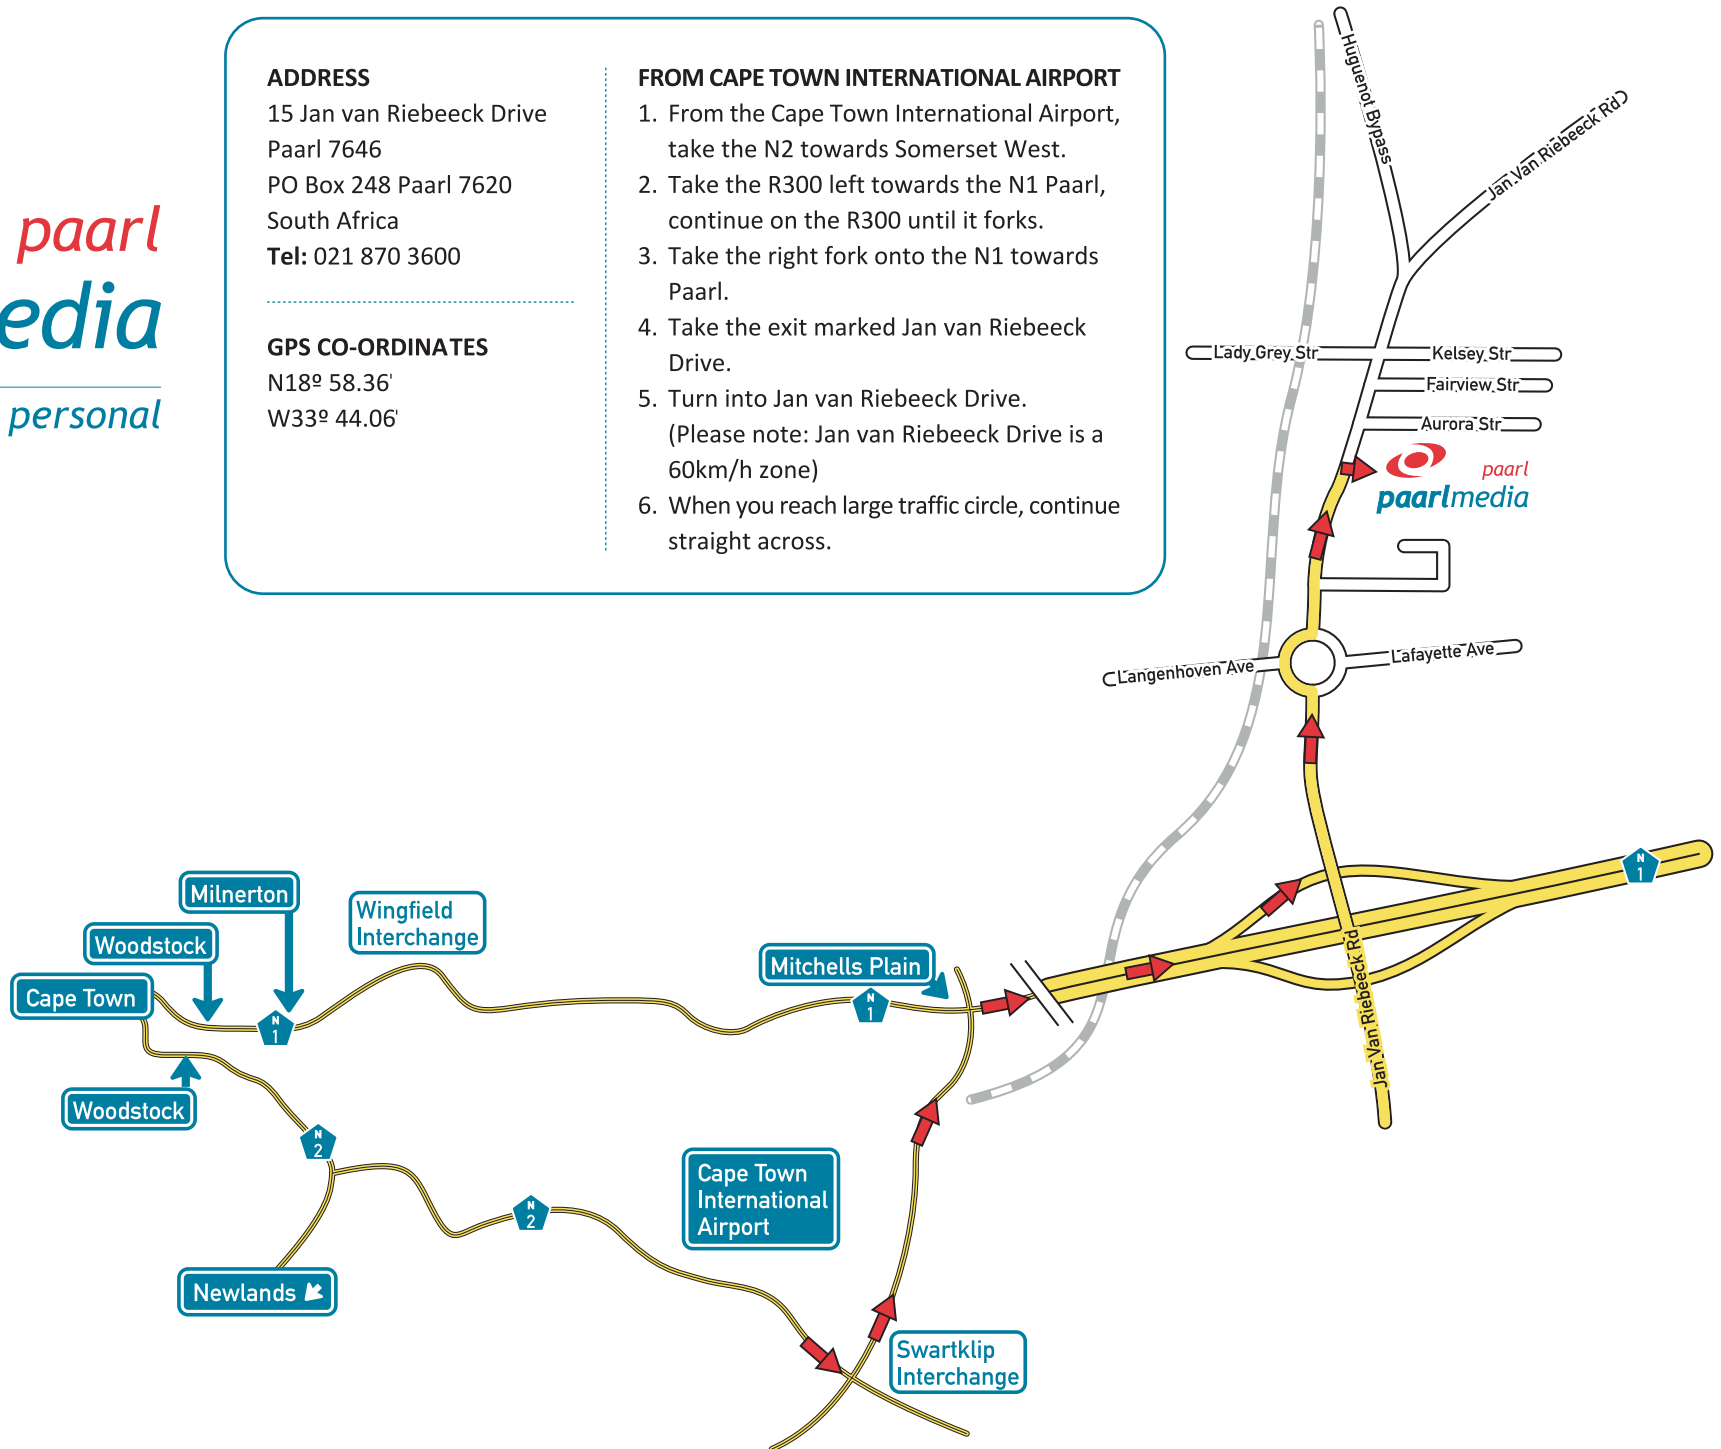 paarl
edia
personal
ADDRESS
15 Jan van Riebeeck Drive
Paarl 7646
PO Box 248 Paarl 7620
South Africa
Tel: 021 870 3600
GPS CO-ORDINATES
N18º 58.36'
W33º 44.06'
FROM CAPE TOWN INTERNATIONAL AIRPORT
1. From the Cape Town International Airport,
take the N2 towards Somerset West.
2. Take the R300 left towards the N1 Paarl,
continue on the R300 until it forks.
3. Take the right fork onto the N1 towards
Paarl.
4. Take the exit marked Jan van Riebeeck
Drive.
5. Turn into Jan van Riebeeck Drive.
(Please note: Jan van Riebeeck Drive is a
60km/h zone)
6. When you reach large traffic circle, continue
straight across.
Huguenot Bypass
Jan Van Riebeeck Rd
Lady Grey Str
Kelsey Str
Fairview Str
Aurora Str
paarl
paarlmedia
Langenhoven Ave
Lafayette Ave
N
1
Jan Van Riebeeck Rd
Milnerton
Woodstock
Cape Town
Wingfield
Interchange
N
1
Mitchells Plain
N
1
Woodstock
N
2
Newlands
N
2
Cape Town
International
Airport
Swartklip
Interchange